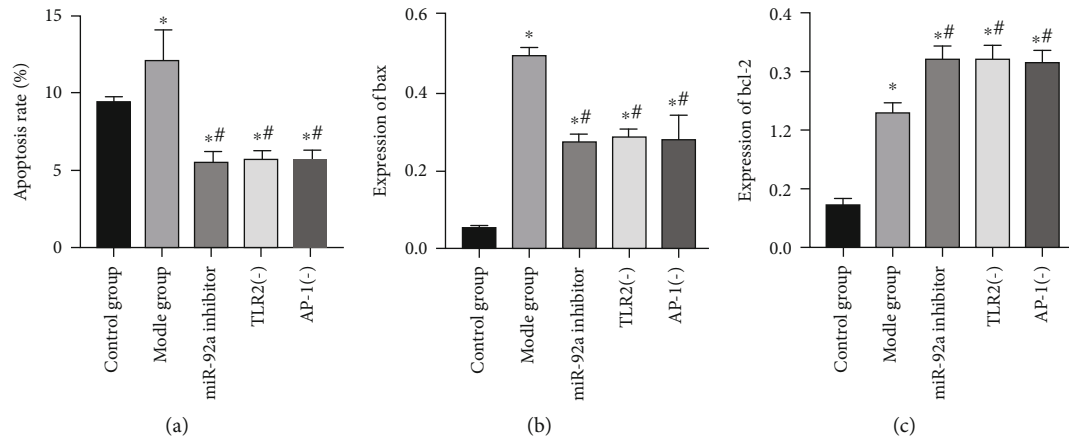 Apoptosis rate (%)
15
10
5
0
*
*#
*#
*#
Control group
Modle group
miR-92a inhibitor
TLR2(-)
AP-1(-)
(a)
Expression of bax
0.6
0.4
0.2
0.0
*
*#
*#
*#
Control group
Modle group
miR-92a inhibitor
TLR2(-)
AP-1(-)
(b)
Expression of bcl-2
0.4
0.3
1.2
0.2
0.0
*
*#
*#
*#
Control group
Modle group
miR-92a inhibitor
TLR2(-)
AP-1(-)
(c)